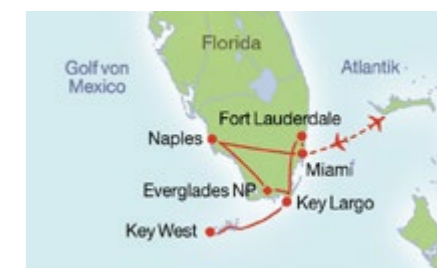 Florida
Golf von
Mexico
Atlantik
Fort Lauderdale
Naples
Miami
Everglades NP
Key Largo
Key West